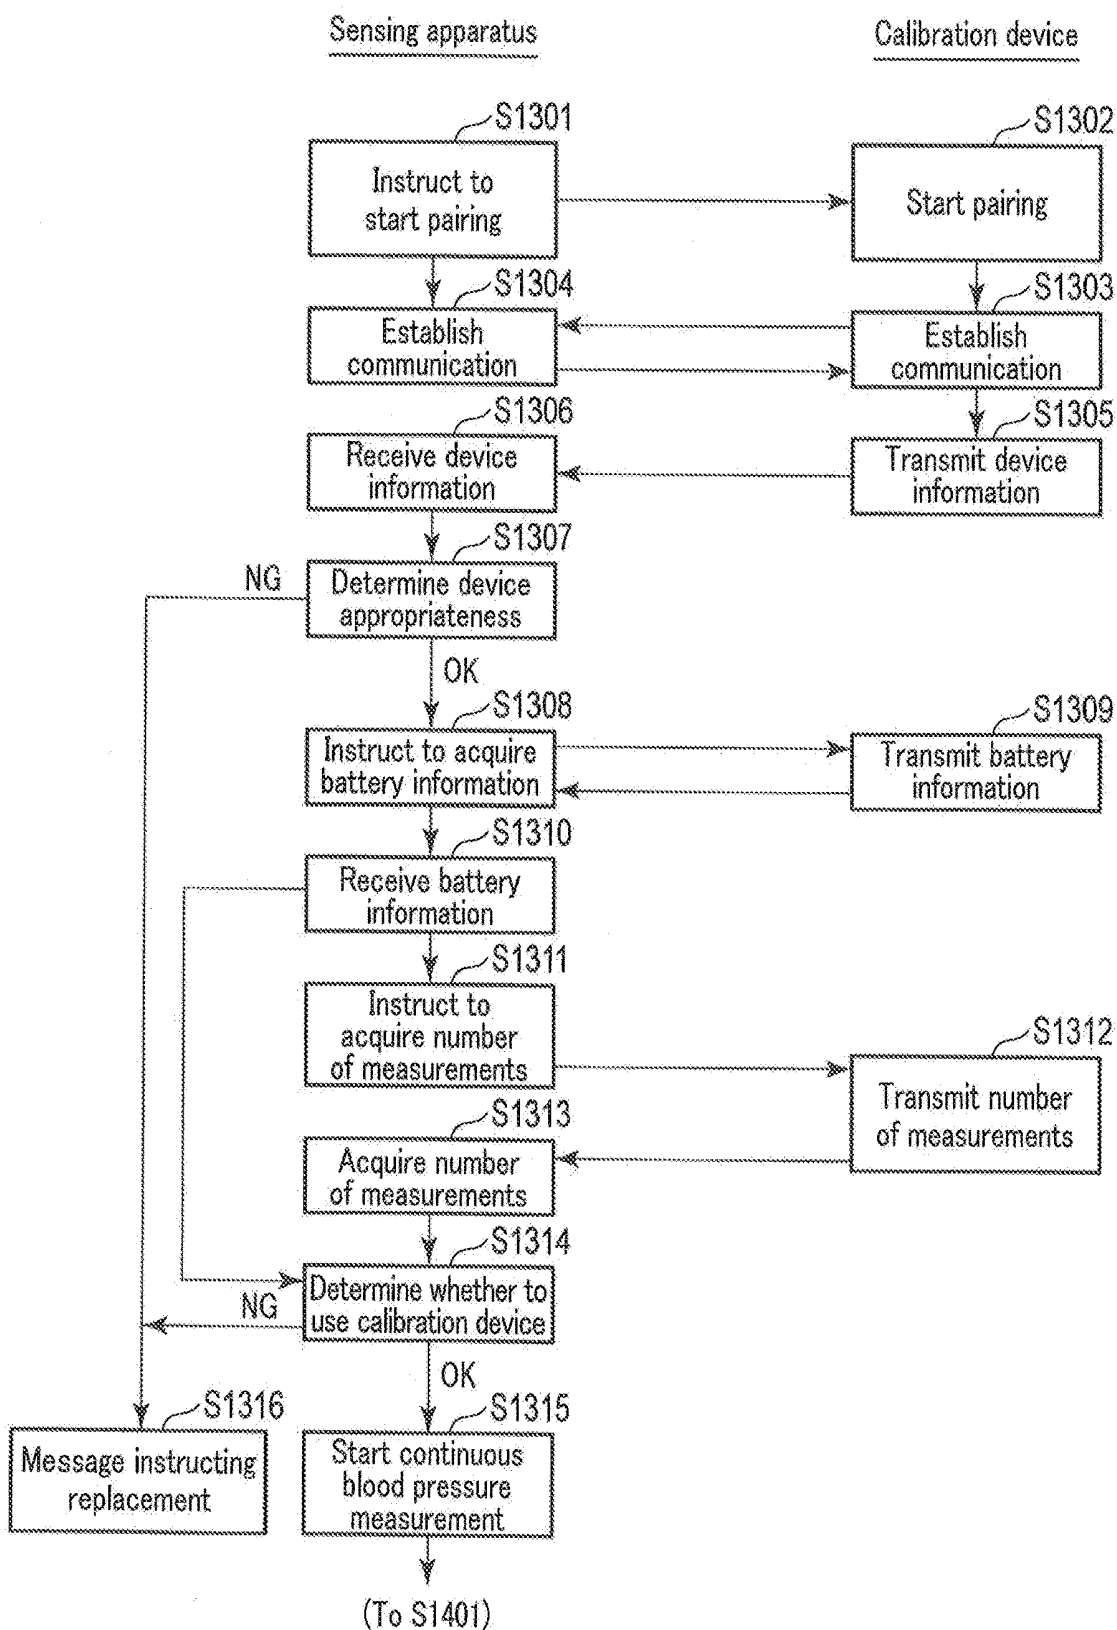 Sensing apparatus
Calibration device
S1301
S1302
Instruct to
start pairing
Start pairing
S1304
S1303
Establish
communication
Establish
communication
S1306
S1305
Receive device
information
Transmit device
information
S1307
NG
Determine device
appropriateness
OK
S1308
S1309
Instruct to acquire
battery information
Transmit battery
information
S1310
Receive battery
information
S1311
Instruct to
acquire number
of measurements
S1312
Transmit number
of measurements
S1313
Acquire number
of measurements
S1314
Determine whether to
use calibration device
NG
OK
S1316
S1315
Message instructing
replacement
Start continuous
blood pressure
measurement
(To S1401)